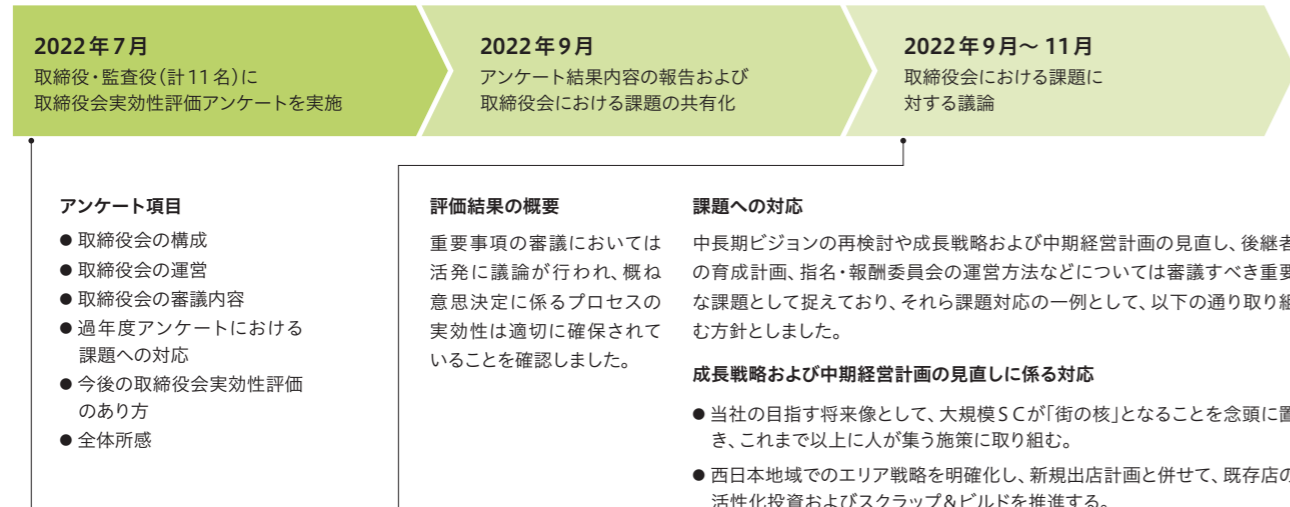 2022年7月
取締役・監査役（計11名）に
取締役会実効性評価アンケートを実施
2022年9月
アンケート結果内容の報告および
取締役会における課題の共有化
2022年9月～11月
取締役会における課題に
対する議論
アンケート項目
● 取締役会の構成
● 取締役会の運営
● 取締役会の審議内容
● 過年度アンケートにおける
課題への対応
● 今後の取締役会実効性評価
のあり方
● 全体所感
評価結果の概要
重要事項の審議においては
活発に議論が行われ、概ね
意思決定に係るプロセスの
実効性は適切に確保されて
いることを確認しました。
課題への対応
中長期ビジョンの再検討や成長戦略および中期経営計画の見直し、後継者
の育成計画、指名・報酬委員会の運営方法などについては審議すべき重要
な課題として捉えており、それら課題対応の一例として、以下の通り取り組
む方針としました。
成長戦略および中期経営計画の見直しに係る対応
● 当社の目指す将来像として、大規模SCが「街の核」となることを念頭に置
き、これまで以上に人が集う施策に取り組む。
● 西日本地域でのエリア戦略を明確化し、新規出店計画と併せて、既存店の
活性化投資およびスクラップ＆ビルドを推進する。